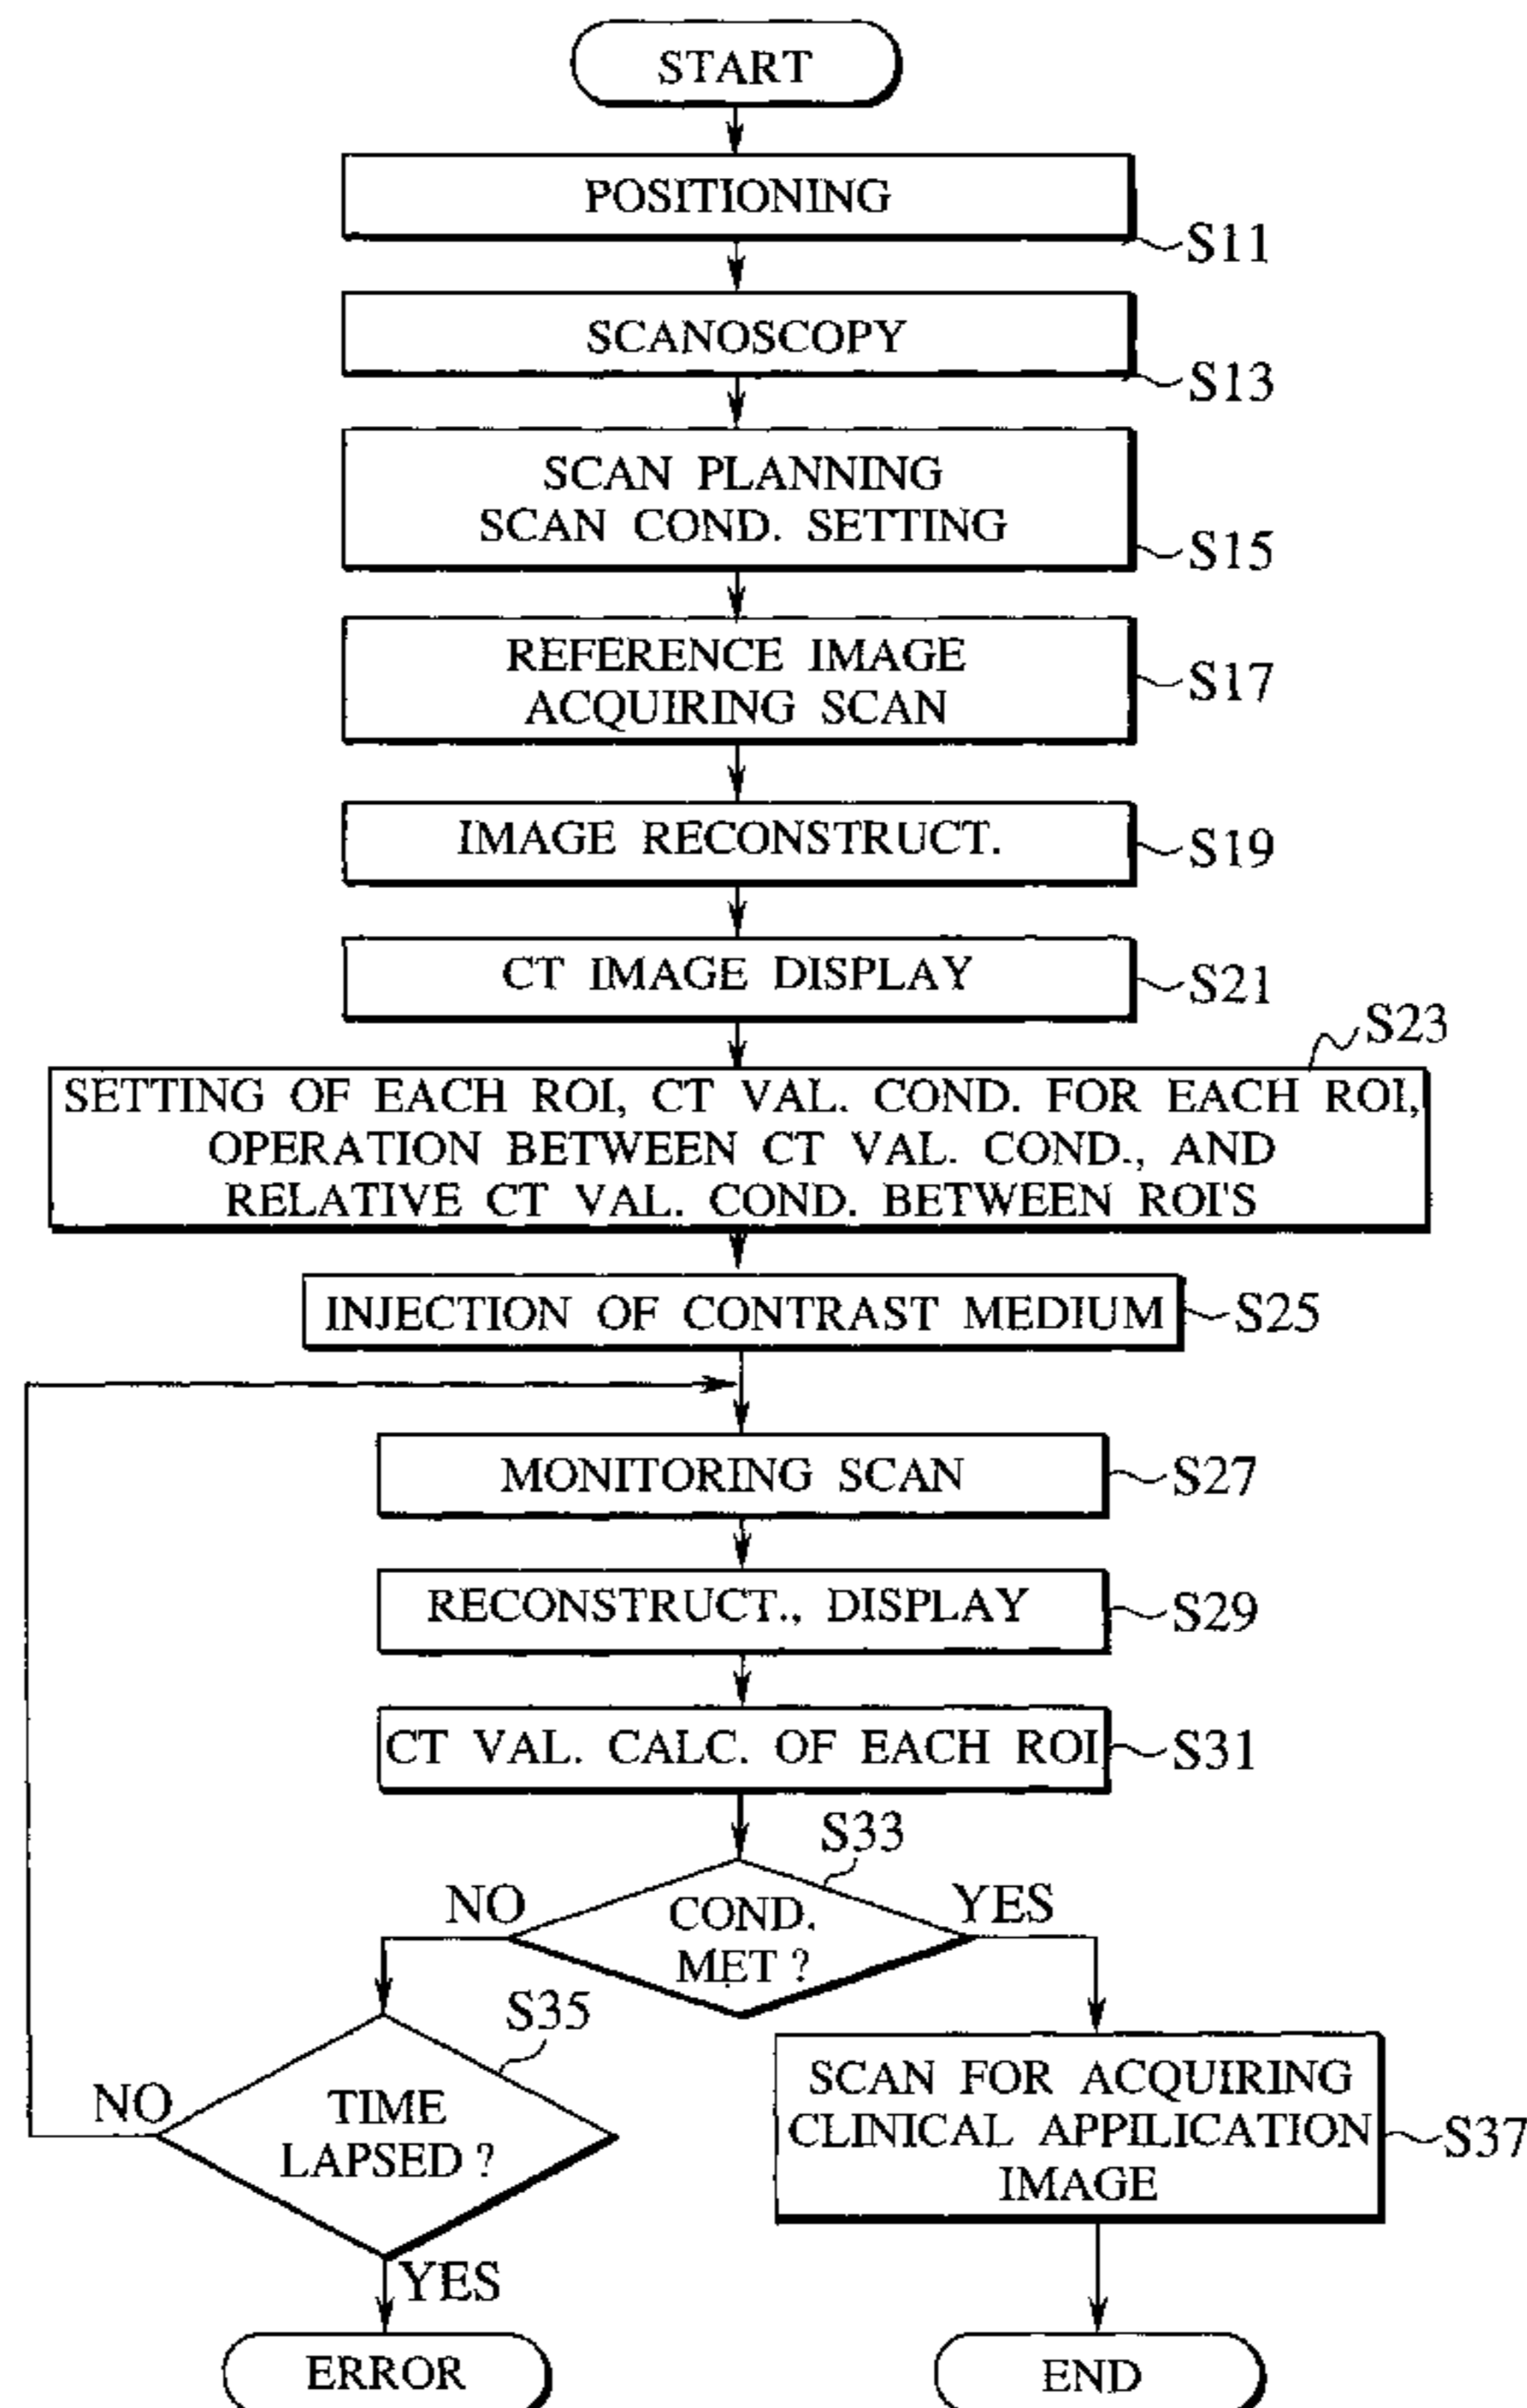 START
POSITIONING
S11
SCANOSCOPY
S13
SCAN PLANNING
SCAN COND. SETTING
S15
REFERENCE IMAGE
ACQUIRING SCAN
S17
IMAGE RECONSTRUCT.
S19
CT IMAGE DISPLAY
S21
S23
SETTING OF EACH ROI, CT VAL. COND. FOR EACH ROI,
OPERATION BETWEEN CT VAL. COND., AND
RELATIVE CT VAL. COND. BETWEEN ROI'S
INJECTION OF CONTRAST MEDIUM
S25
MONITORING SCAN
S27
RECONSTRUCT., DISPLAY
S29
CT VAL. CALC. OF EACH ROI
S31
S33
NO
COND.
MET ?
YES
S35
NO
TIME
LAPSED ?
YES
SCAN FOR ACQUIRING
CLINICAL APPILICATION
IMAGE
S37
ERROR
END